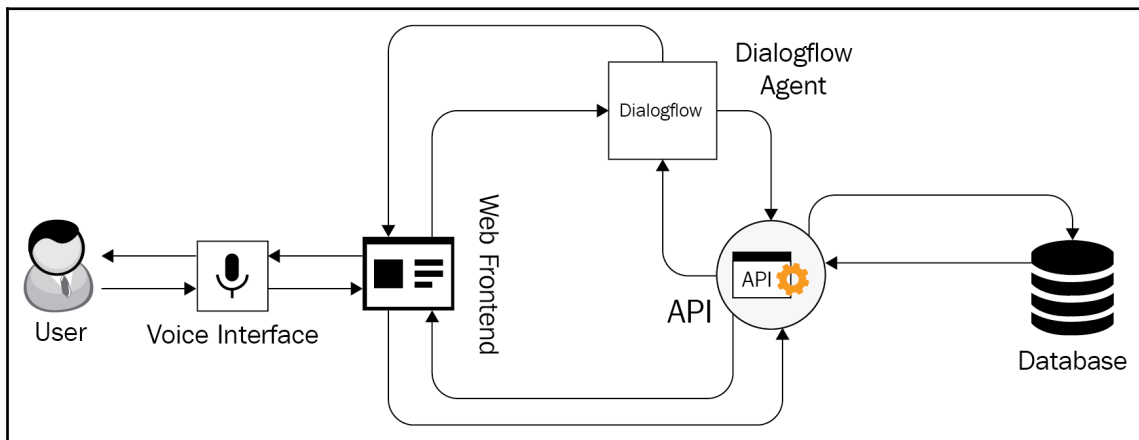 Dialogflow
Agent
Dialogflow
Web Frontend
API
API
User
Voice Interface
Database